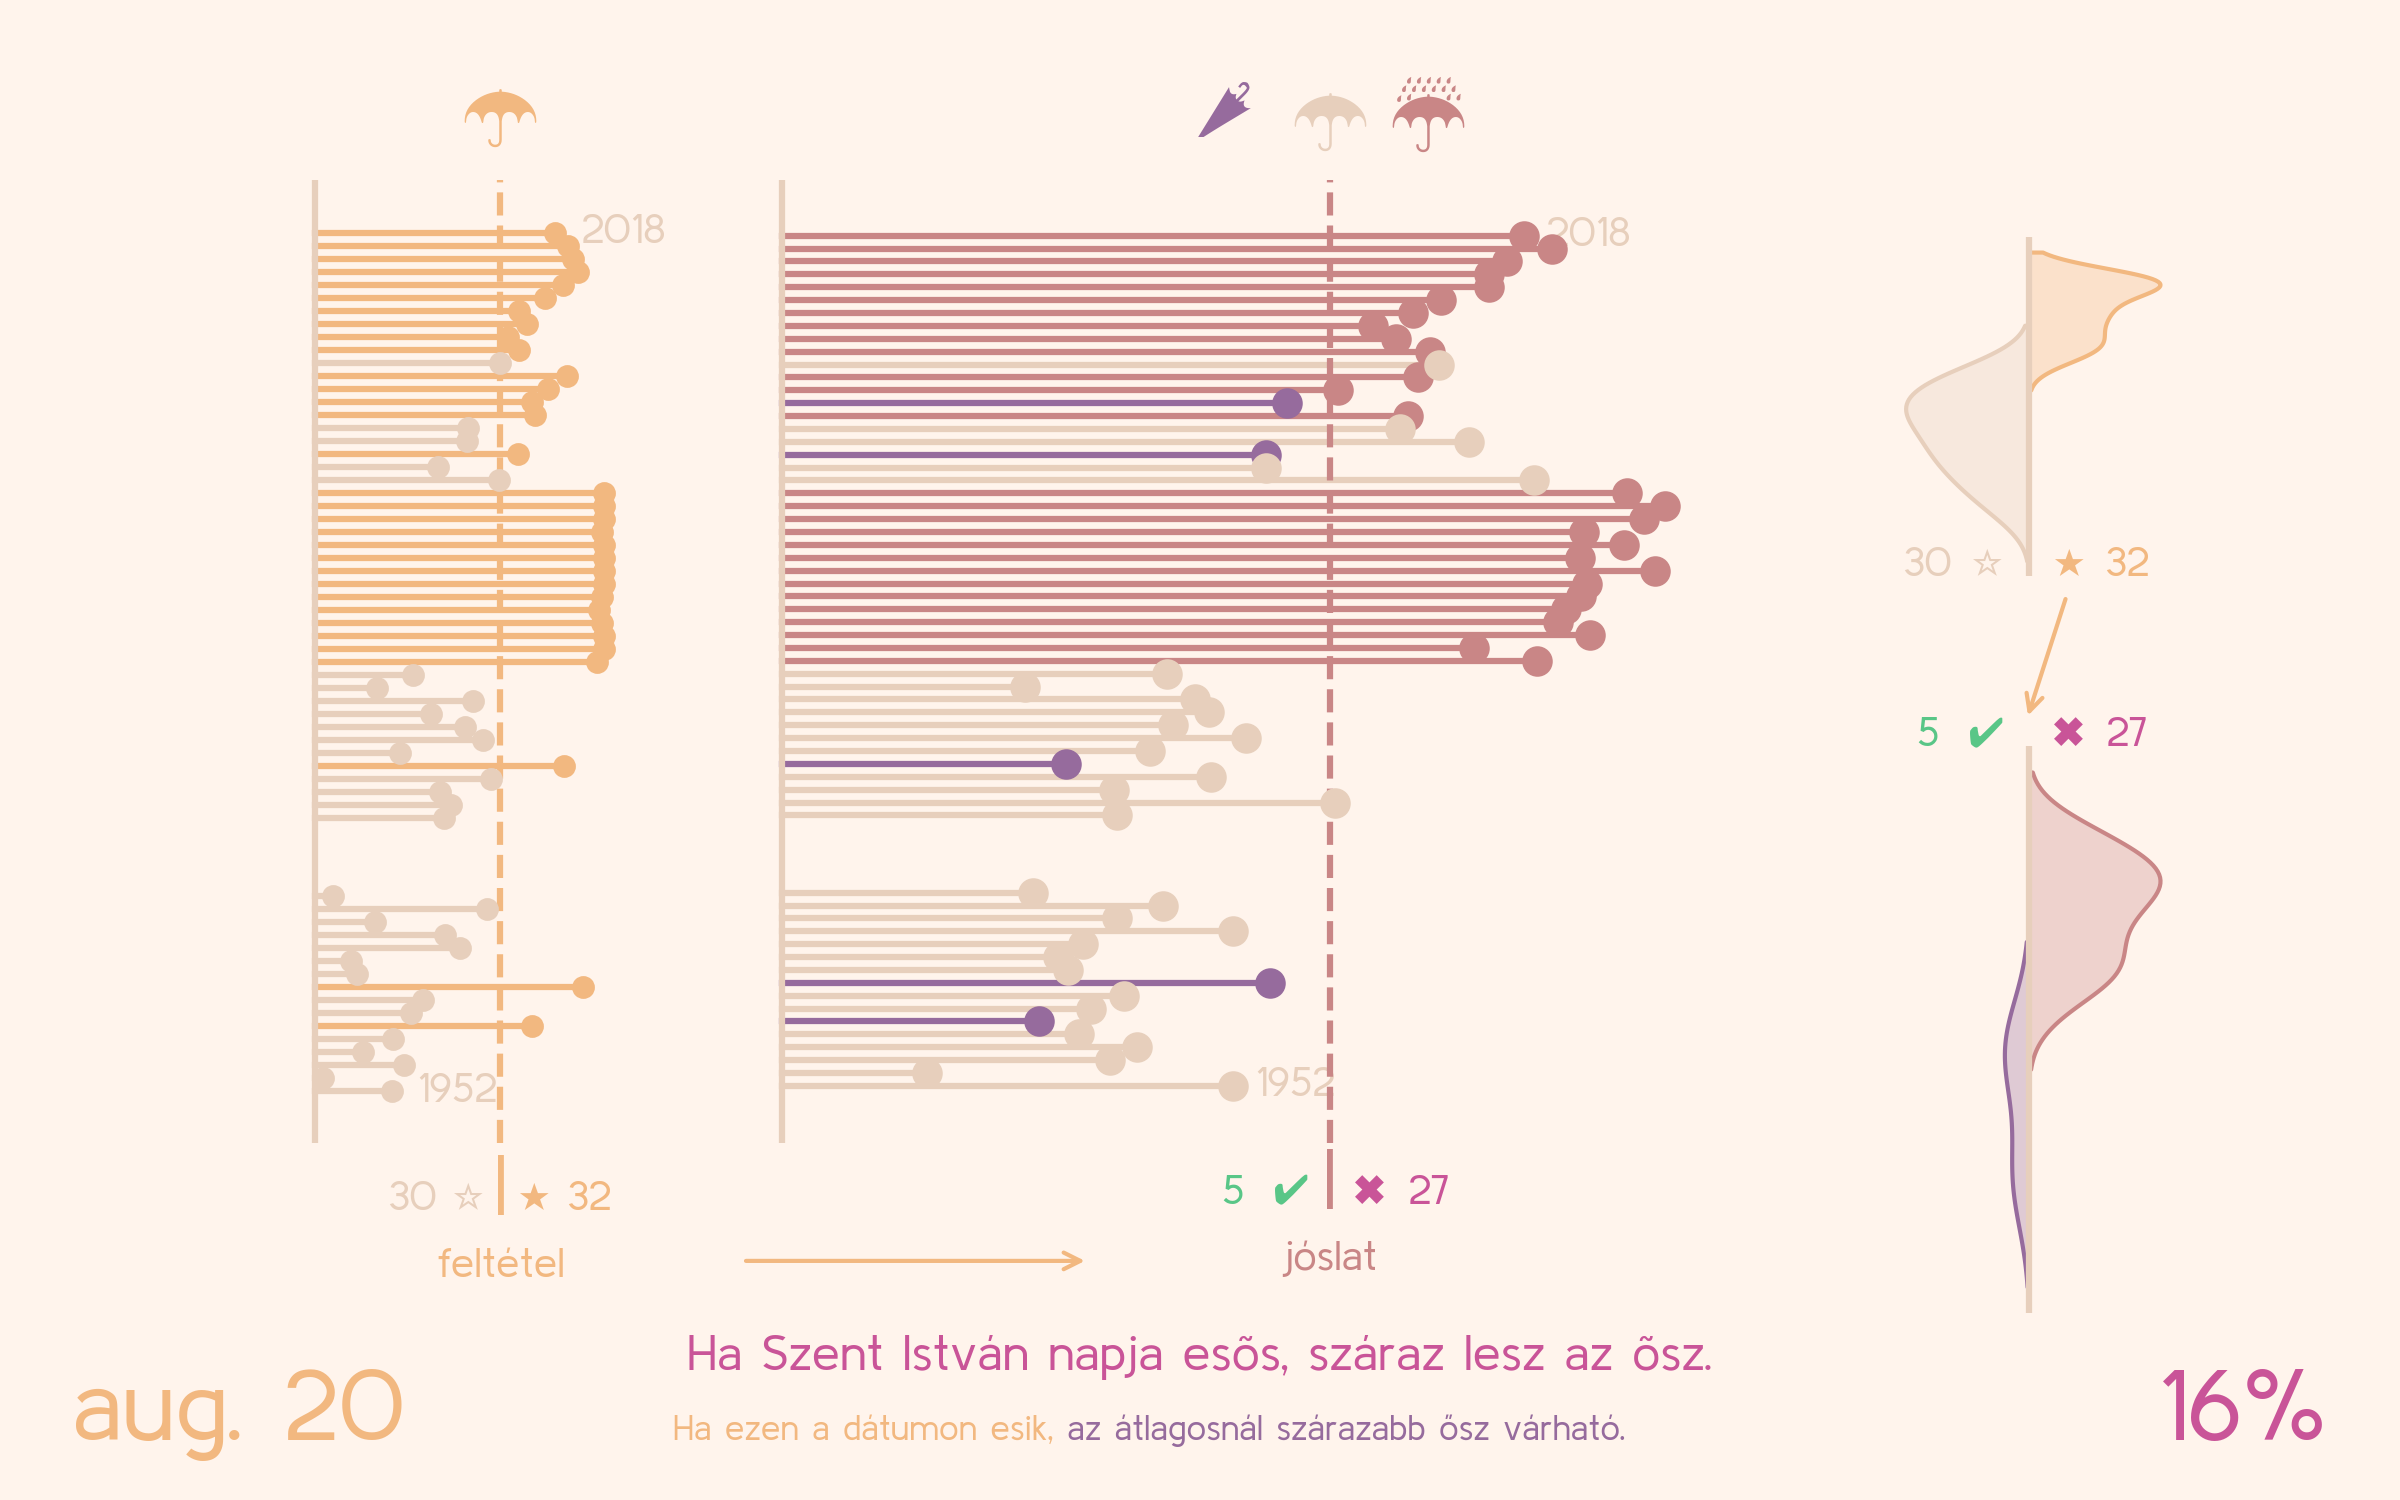 2018
2018
30 ☆ ★ 32
5 ✔ ✖ 27
1952
1952
30 ☆ ★ 32
5 ✔ ✖ 27
feltétel
jóslat
Ha Szent István napja esõs, száraz lesz az õsz.
aug. 20
16%
Ha ezen a dátumon esik, az átlagosnál szárazabb ősz várható.